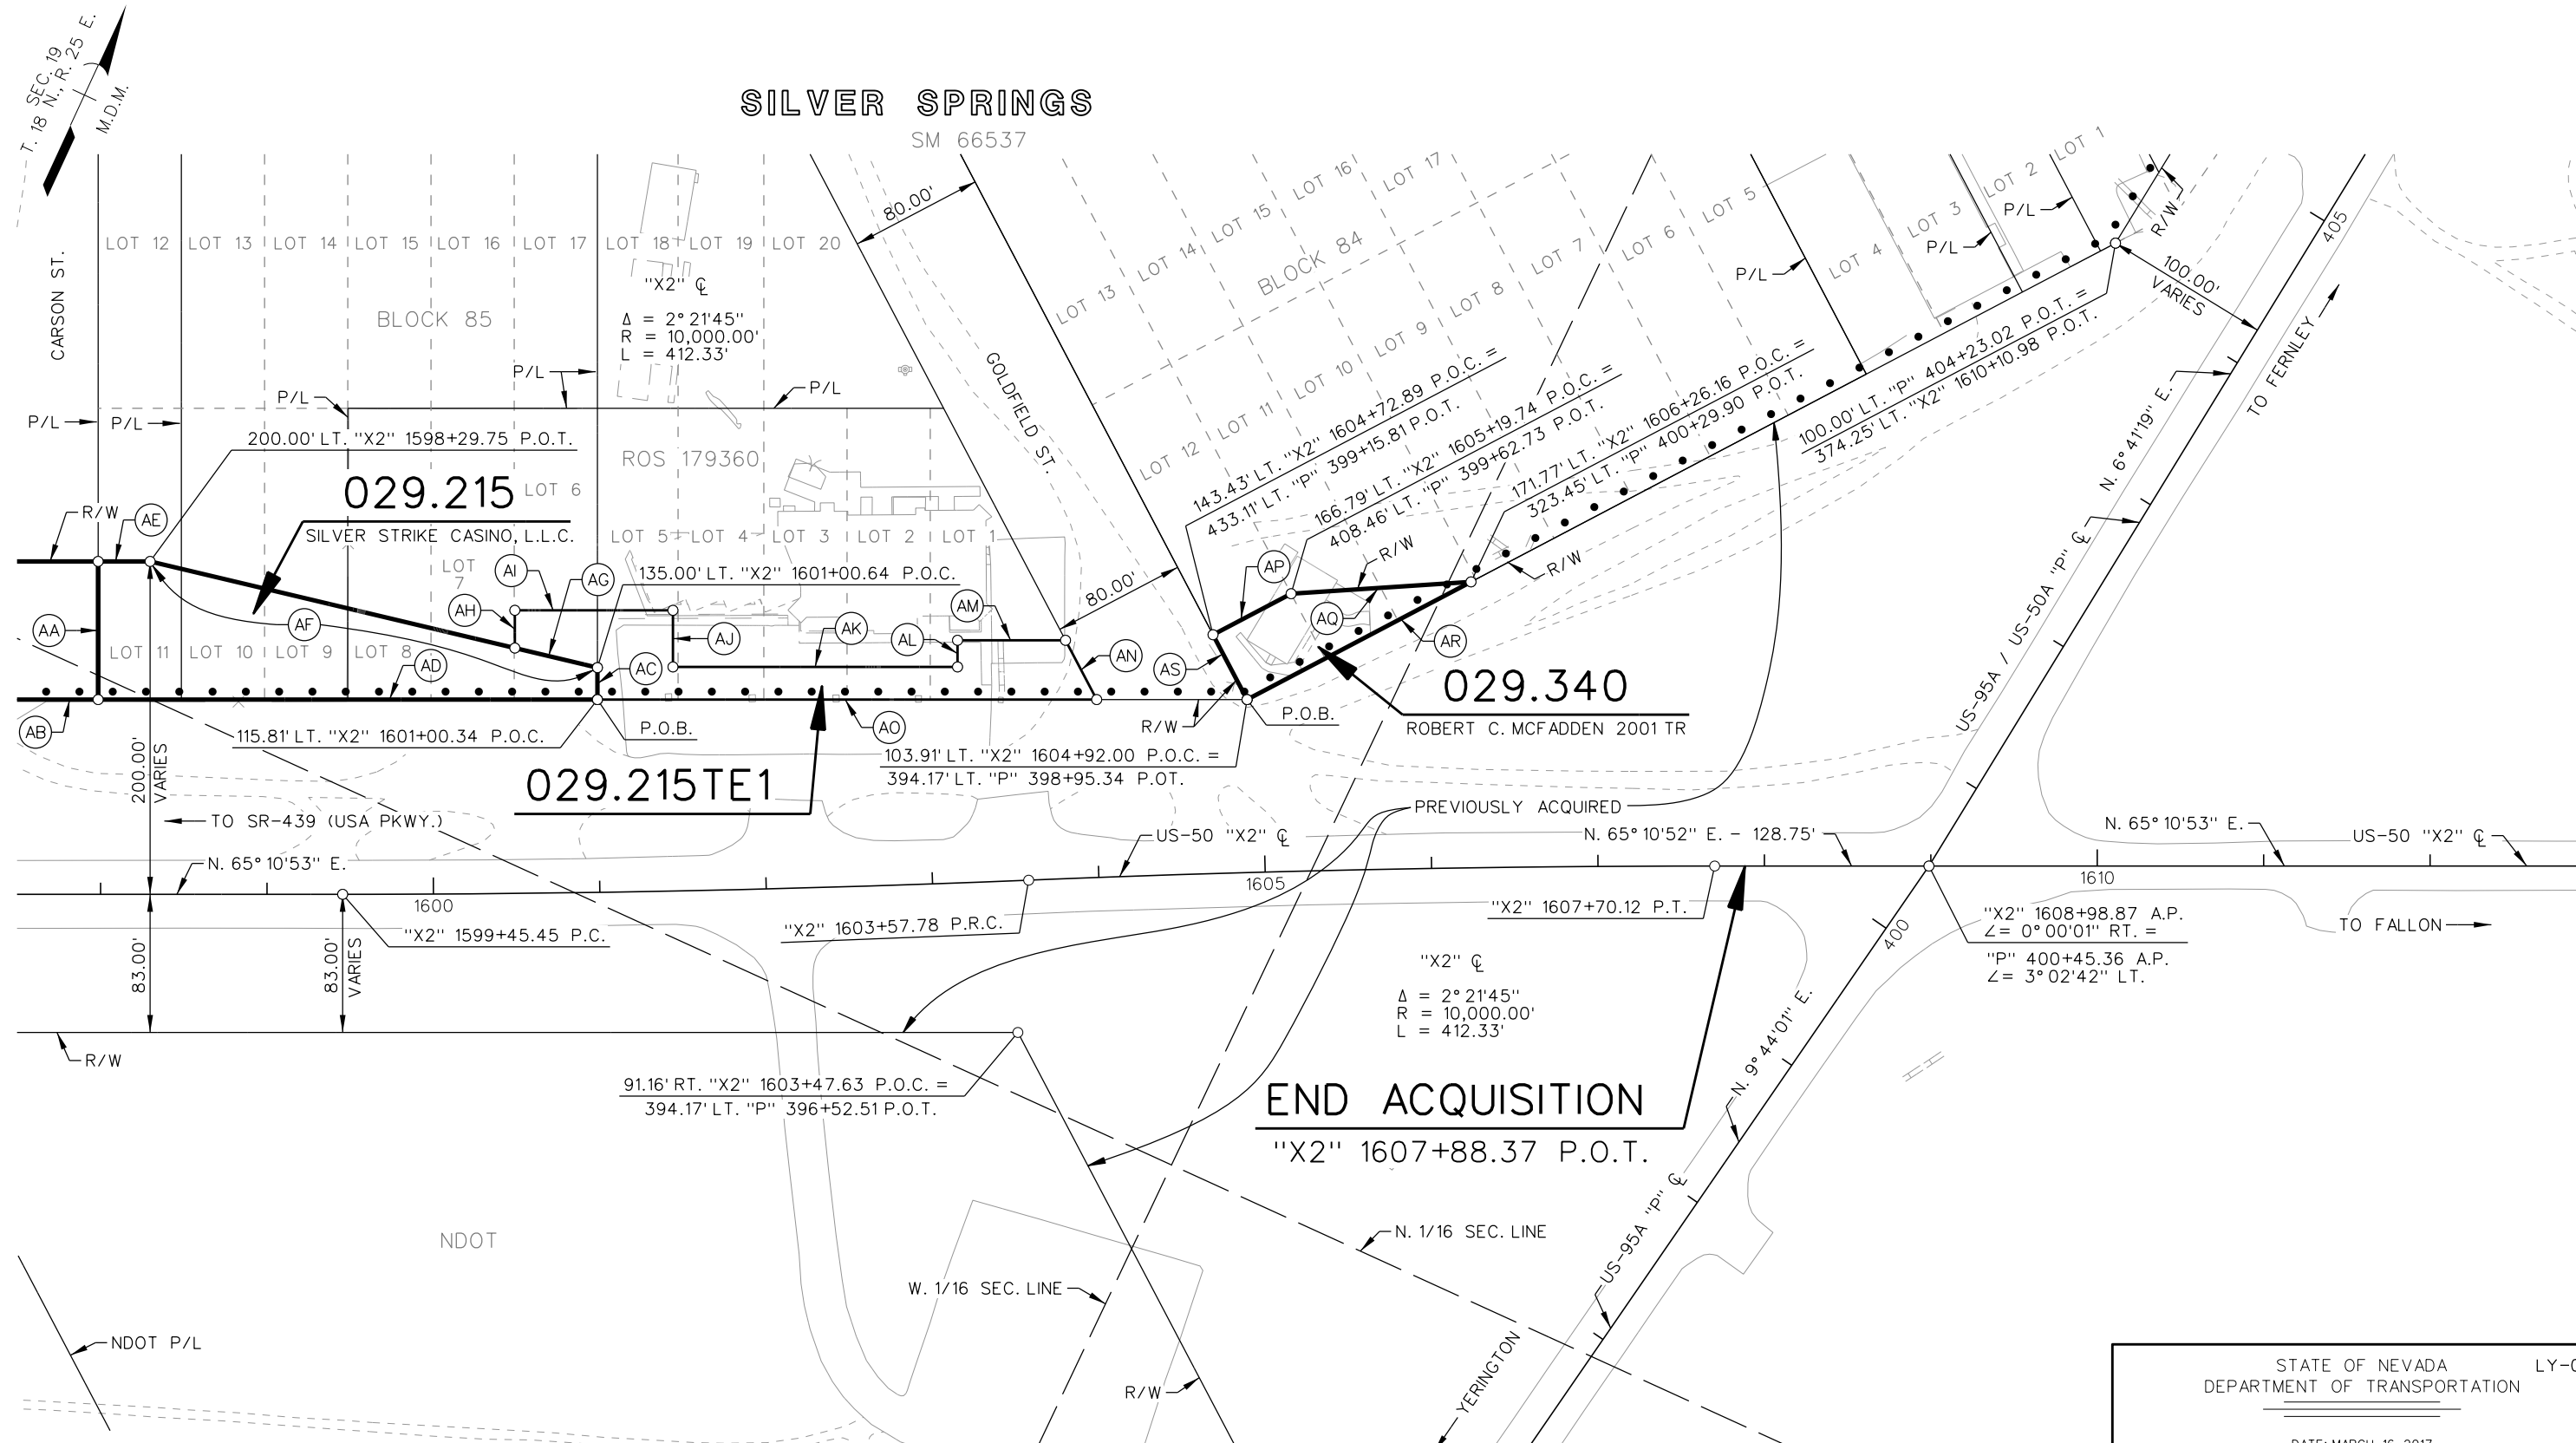 T. 18 SEC. 19 N., R. 25 E.
M.D.M.
SILVER SPRINGS
SM 66537
CARSON ST.
LOT 12
LOT 13
LOT 14
LOT 15
LOT 16
LOT 17
LOT 18
LOT 19
LOT 20
BLOCK 85
"X2" ℄
Δ = 2°21'45"
R = 10,000.00'
L = 412.33'
P/L
P/L
P/L
P/L
P/L
200.00' LT. "X2" 1598+29.75 P.O.T.
ROS 179360
029.215
LOT 6
SILVER STRIKE CASINO, L.L.C.
R/W
AE
LOT 5
LOT 4
LOT 3
LOT 2
LOT 1
LOT 7
AI
AG
135.00' LT. "X2" 1601+00.64 P.O.C.
AH
AM
AA
AF
AJ
AK
AL
AN
LOT 11
LOT 10
LOT 9
LOT 8
AD
AC
AB
AO
115.81' LT. "X2" 1601+00.34 P.O.C.
P.O.B.
029.215TE1
80.00'
GOLDFIELD ST.
80.00'
LOT 13
LOT 14
LOT 15
LOT 16
LOT 17
BLOCK 84
LOT 12
LOT 11
LOT 10
LOT 9
LOT 8
LOT 7
LOT 6
LOT 5
LOT 4
LOT 3
LOT 2
LOT 1
P/L
P/L
P/L
R/W
143.43' LT. "X2" 1604+72.89 P.O.C. =
433.11' LT. "P" 399+15.81 P.O.T.
166.79' LT. "X2" 1605+19.74 P.O.C. =
408.46' LT. "P" 399+62.73 P.O.T.
171.77' LT. "X2" 1606+26.16 P.O.C. =
323.45' LT. "P" 400+29.90 P.O.T.
100.00' LT. "P" 404+23.02 P.O.T. =
374.25' LT. "X2" 1610+10.98 P.O.T.
100.00'
VARIES
405
N. 6°41'19" E.
TO FERNLEY
US-95A / US-50A "P" ℄
AP
R/W
R/W
AQ
AR
AS
R/W
P.O.B.
029.340
ROBERT C. MCFADDEN 2001 TR
103.91' LT. "X2" 1604+92.00 P.O.C. =
394.17' LT. "P" 398+95.34 P.OT.
200.00'
VARIES
TO SR-439 (USA PKWY.)
PREVIOUSLY ACQUIRED
US-50 "X2" ℄
N. 65°10'52" E. - 128.75'
N. 65°10'53" E.
US-50 "X2" ℄
N. 65°10'53" E.
1600
1605
1610
"X2" 1599+45.45 P.C.
"X2" 1603+57.78 P.R.C.
"X2" 1607+70.12 P.T.
400
"X2" 1608+98.87 A.P.
∠= 0°00'01" RT. =
"P" 400+45.36 A.P.
∠= 3°02'42" LT.
TO FALLON
83.00'
83.00'
VARIES
R/W
"X2" ℄
Δ = 2°21'45"
R = 10,000.00'
L = 412.33'
91.16' RT. "X2" 1603+47.63 P.O.C. =
394.17' LT. "P" 396+52.51 P.O.T.
END ACQUISITION
"X2" 1607+88.37 P.O.T.
N. 9°44'01" E.
US-95A "P" ℄
NDOT
N. 1/16 SEC. LINE
W. 1/16 SEC. LINE
NDOT P/L
R/W
YERINGTON
STATE OF NEVADA
DEPARTMENT OF TRANSPORTATION
DATE: MARCH 16, 2017